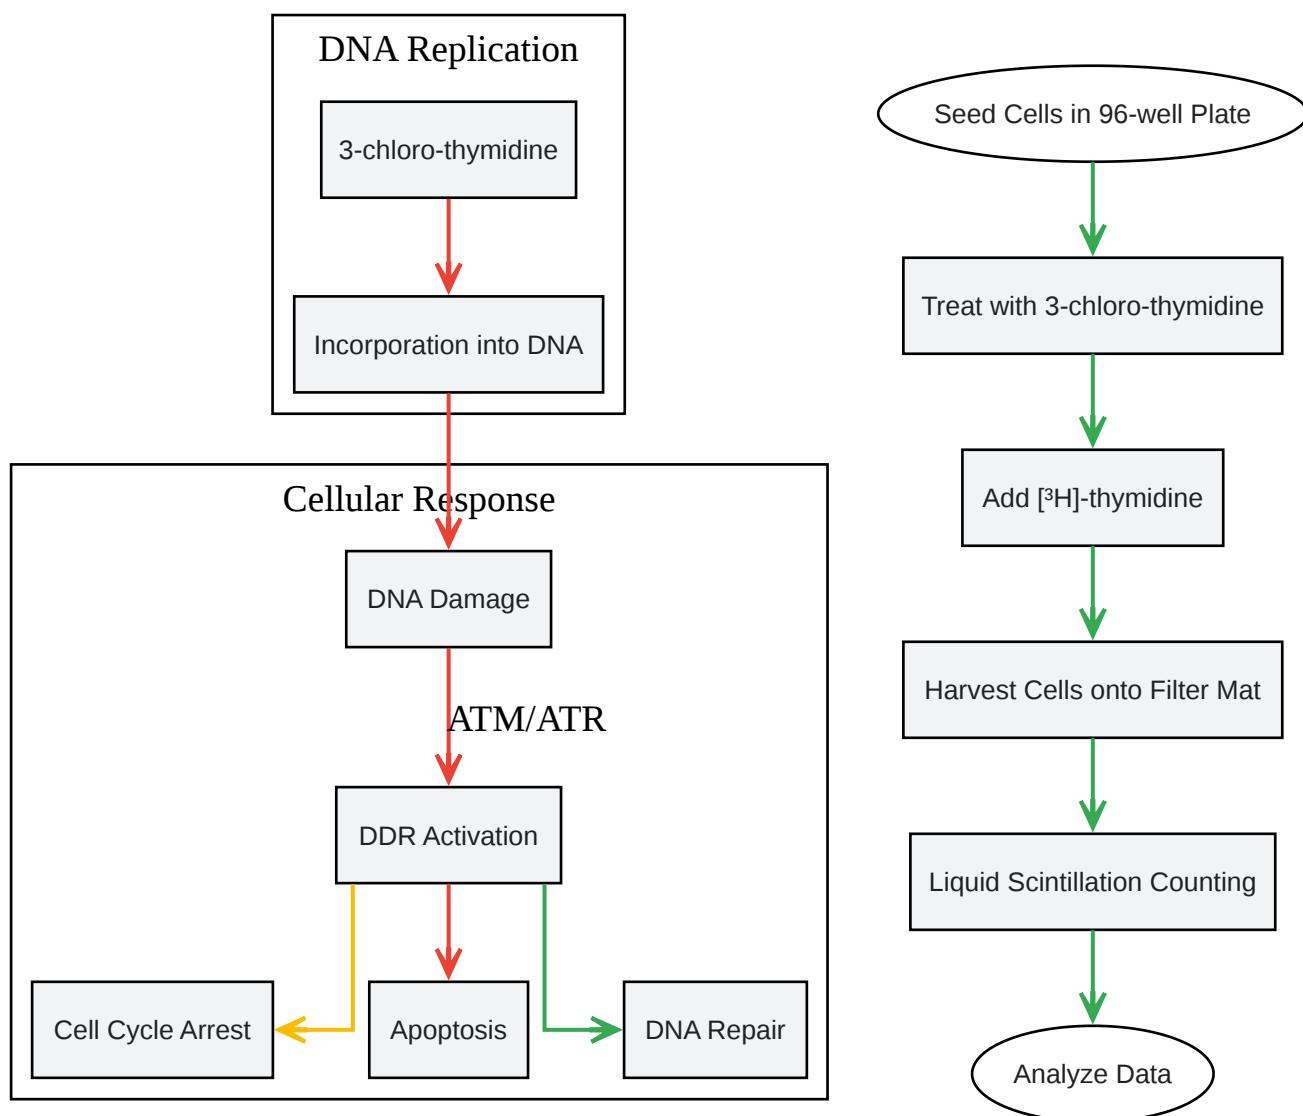 DNA Replication
3-chloro-thymidine
Incorporation into DNA
Cellular Response
DNA Damage
ATM/ATR
DDR Activation
Cell Cycle Arrest
Apoptosis
DNA Repair
Seed Cells in 96-well Plate
Treat with 3-chloro-thymidine
Add [³H]-thymidine
Harvest Cells onto Filter Mat
Liquid Scintillation Counting
Analyze Data